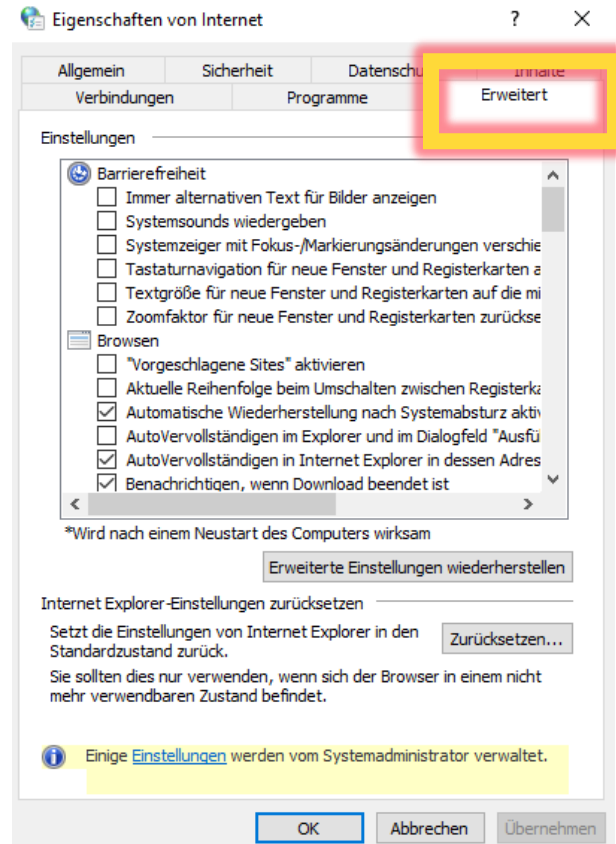 Eigenschaften von Internet
Allgemein Sicherheit Datenschu Inhalte
Verbindungen Programme Erweitert
Einstellungen
Barrierefreiheit
Immer alternativen Text für Bilder anzeigen
Systemsounds wiedergeben
Systemzeiger mit Fokus-/Markierungsänderungen verschie
Tastaturnavigation für neue Fenster und Registerkarten a
Textgröße für neue Fenster und Registerkarten auf die mi
Zoomfaktor für neue Fenster und Registerkarten zurückse
Browsen
"Vorgeschlagene Sites" aktivieren
Aktuelle Reihenfolge beim Umschalten zwischen Registerka
Automatische Wiederherstellung nach Systemabsturz aktiv
AutoVervollständigen im Explorer und im Dialogfeld "Ausfü
AutoVervollständigen in Internet Explorer in dessen Adres
Benachrichtigen, wenn Download beendet ist
*Wird nach einem Neustart des Computers wirksam
Erweiterte Einstellungen wiederherstellen
Internet Explorer-Einstellungen zurücksetzen
Setzt die Einstellungen von Internet Explorer in den
Standardzustand zurück.
Zurücksetzen...
Sie sollten dies nur verwenden, wenn sich der Browser in einem nicht
mehr verwendbaren Zustand befindet.
Einige Einstellungen werden vom Systemadministrator verwaltet.
OK Abbrechen Übernehmen